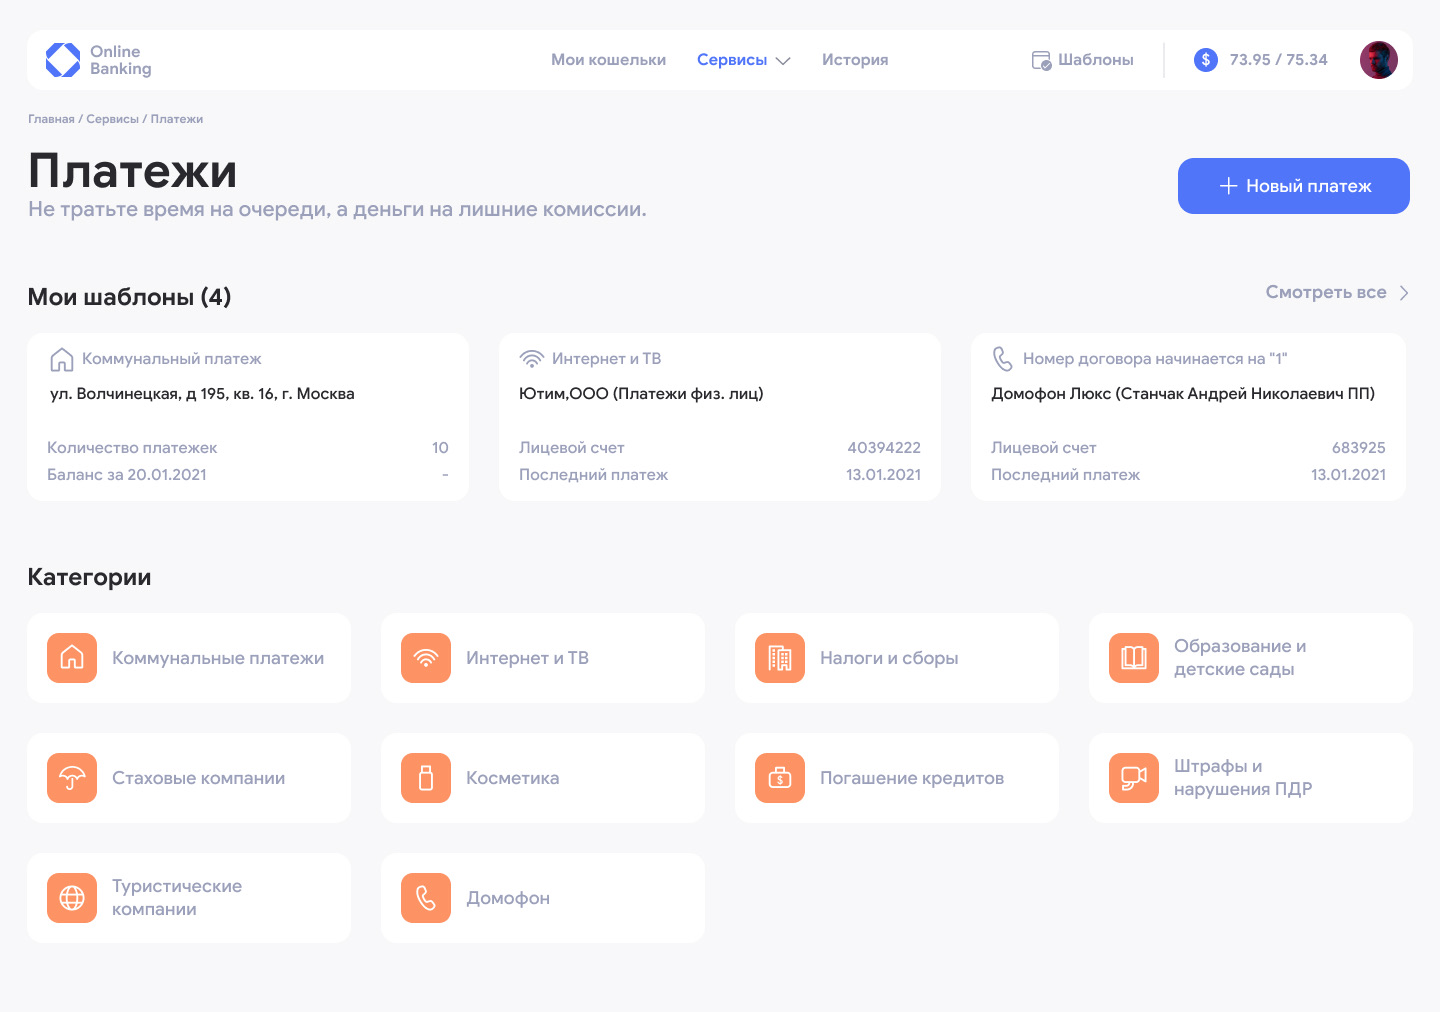 Online
Banking
Мои кошельки
Сервисы
История
Шаблоны
$ 73.95 / 75.34
Главная / Сервисы / Платежи
Платежи
Не тратьте время на очереди, а деньги на лишние комиссии.
Новый платеж
Мои шаблоны (4)
Смотреть все
Коммунальный платеж
ул. Волчинецкая, д 195, кв. 16, г. Москва
Количество платежек 10
Баланс за 20.01.2021 -
Интернет и ТВ
Ютим,ООО (Платежи физ. лиц)
Лицевой счет 40394222
Последний платеж 13.01.2021
Номер договора начинается на "1"
Домофон Люкс (Станчак Андрей Николаевич ПП)
Лицевой счет 683925
Последний платеж 13.01.2021
Категории
Коммунальные платежи
Интернет и ТВ
Налоги и сборы
Образование и
детские сады
Стаховые компании
Косметика
Погашение кредитов
Штрафы и
нарушения ПДР
Туристические
компании
Домофон